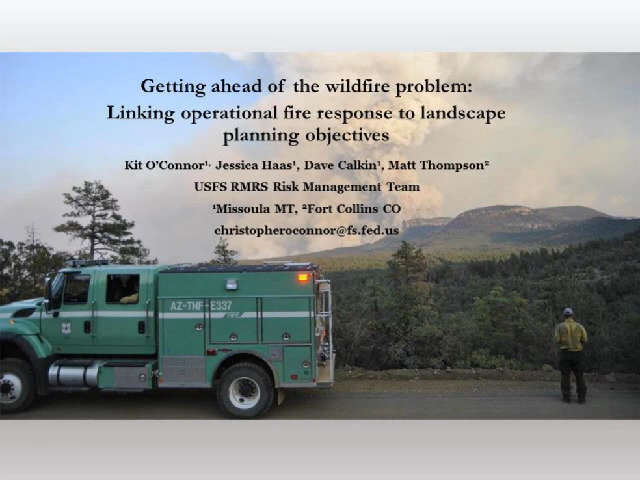 Getting ahead of the wildfire problem:
Linking operational fire response to landscape
planning objectives
Kit O'Connor¹, Jessica Haas¹, Dave Calkin¹, Matt Thompson²
USFS RMRS Risk Management Team
¹Missoula MT, ²Fort Collins CO
christopheroconnor@fs.fed.us
AZ-TNF-E337
FIRE